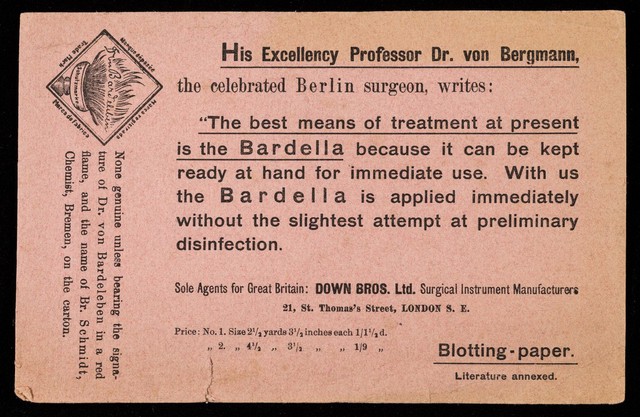 His Excellency Professor Dr. von Bergmann,
the celebrated Berlin surgeon, writes:
"The best means of treatment at present
is the Bardella because it can be kept
ready at hand for immediate use. With us
the Bardella is applied immediately
without the slightest attempt at preliminary
disinfection.
Sole Agents for Great Britain: DOWN BROS. Ltd. Surgical Instrument Manufacturers
21, St. Thomas's Street, LONDON S. E.
Price: No. 1. Size 2½ yards 3½ inches each 1/1½ d.
„ 2. „ 4½ „ 3½ „ „ 1/9 „
Blotting-paper.
Literature annexed.
Trade Mark
Marque déposée
None genuine unless bearing the signa-
ture of Dr. von Bardeleben in a red
flame, and the name of Br. Schmidt,
Chemist, Bremen, on the carton.